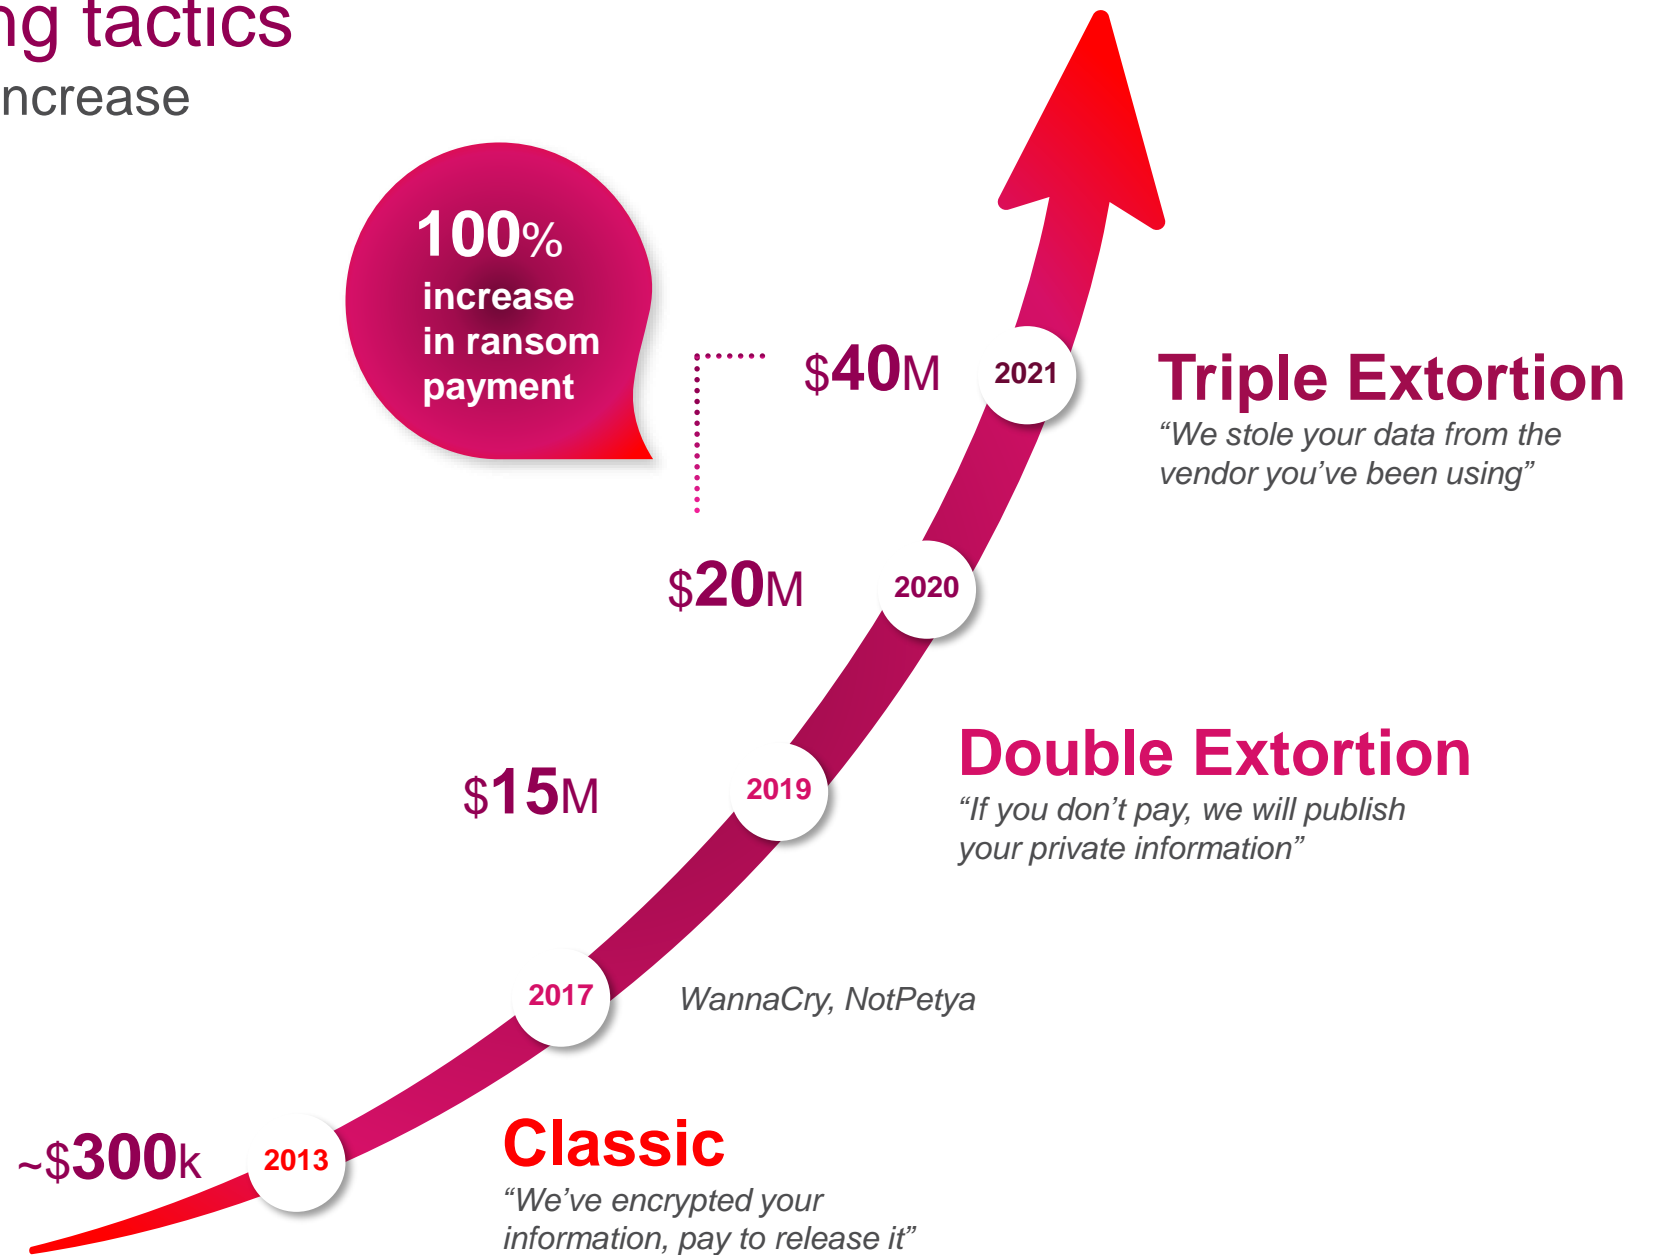 ng tactics
ncrease
100%
increase
in ransom
payment
$40M
2021
Triple Extortion
“We stole your data from the
vendor you’ve been using”
$20M
2020
$15M
2019
Double Extortion
“If you don’t pay, we will publish
your private information”
2017
WannaCry, NotPetya
~$300k
2013
Classic
“We’ve encrypted your
information, pay to release it”